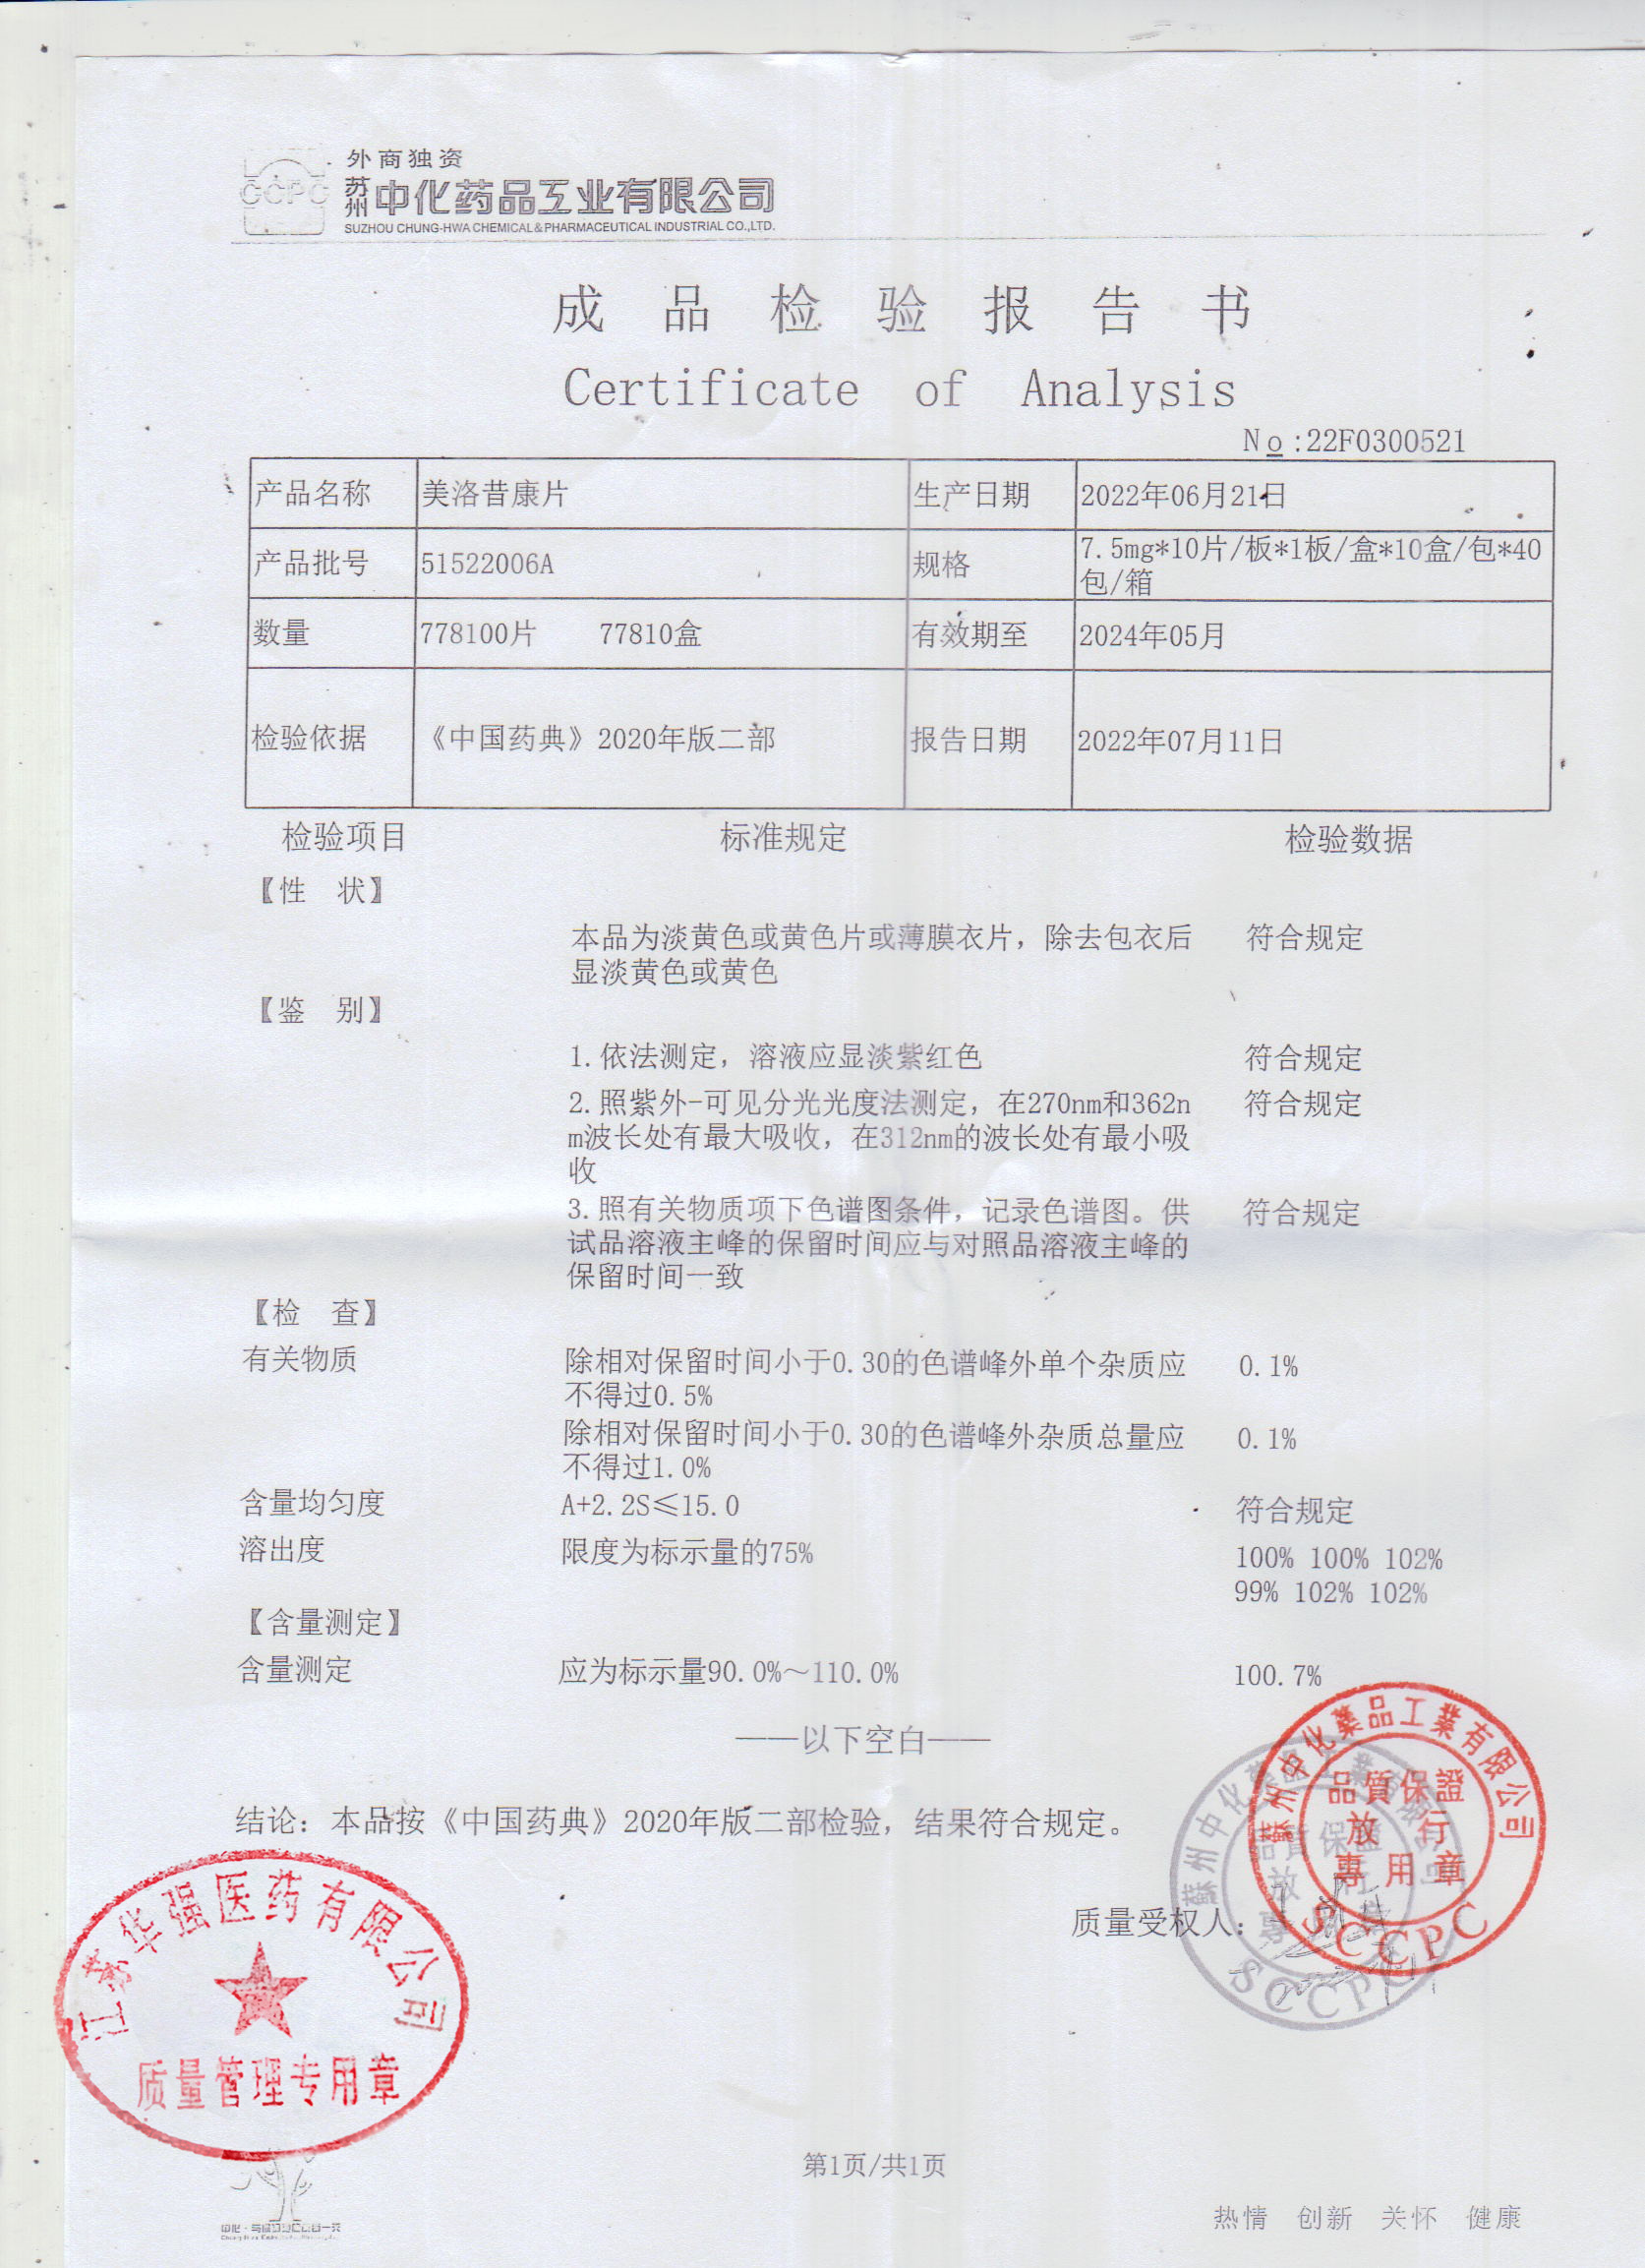 CCPC
外商独资
苏州中化药品工业有限公司
SUZHOU CHUNG-HWA CHEMICAL & PHARMACEUTICAL INDUSTRIAL CO.,LTD.
成品检验报告书
Certificate of Analysis
No:22F0300521
产品名称 美洛昔康片 生产日期 2022年06月21日
产品批号 51522006A 规格 7.5mg*10片/板*1板/盒*10盒/包*40
包/箱
数量 778100片 77810盒 有效期至 2024年05月
检验依据 《中国药典》2020年版二部 报告日期 2022年07月11日
检验项目 标准规定 检验数据
【性 状】
本品为淡黄色或黄色片或薄膜衣片，除去包衣后 符合规定
显淡黄色或黄色
【鉴 别】
1.依法测定，溶液应显淡紫红色 符合规定
2.照紫外-可见分光光度法测定，在270nm和362n 符合规定
m波长处有最大吸收，在312nm的波长处有最小吸
收
3.照有关物质项下色谱图条件，记录色谱图。供 符合规定
试品溶液主峰的保留时间应与对照品溶液主峰的
保留时间一致
【检 查】
有关物质 除相对保留时间小于0.30的色谱峰外单个杂质应 0.1%
不得过0.5%
除相对保留时间小于0.30的色谱峰外杂质总量应 0.1%
不得过1.0%
含量均匀度 A+2.2S≤15.0 符合规定
溶出度 限度为标示量的75% 100% 100% 102%
99% 102% 102%
【含量测定】
含量测定 应为标示量90.0%～110.0% 100.7%
——以下空白——
结论：本品按《中国药典》2020年版二部检验，结果符合规定。
质量受权人：
蘇州中化藥品工業有限公司
品質保證
放行
專用章
SCCPC
蘇州中化藥品工業有限公司
品質保證
放行
專用章
SCCPC
江苏华强医药有限公司
质量管理专用章
第1页/共1页
热情 创新 关怀 健康